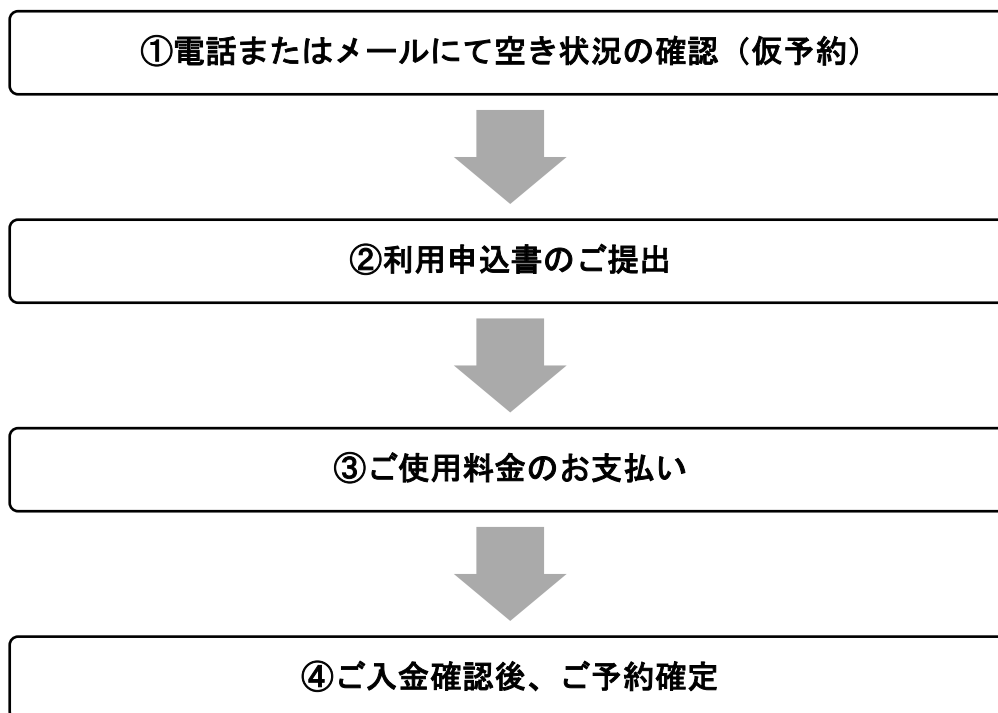 ①電話またはメールにて空き状況の確認（仮予約）
②利用申込書のご提出
③ご使用料金のお支払い
④ご入金確認後、ご予約確定